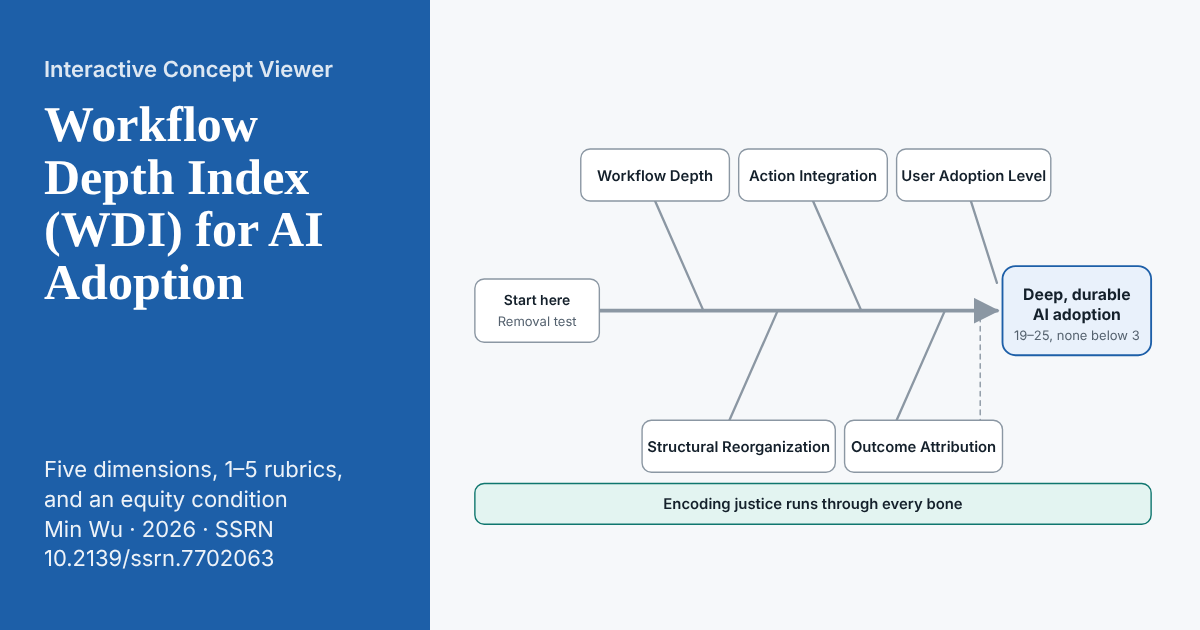 Interactive Concept Viewer
Workflow
Depth Index
(WDI) for AI
Adoption
Five dimensions, 1–5 rubrics,
and an equity condition
Min Wu · 2026 · SSRN
10.2139/ssrn.7702063
Workflow Depth
Action Integration
User Adoption Level
Start here
Removal test
Deep, durable
AI adoption
19–25, none below 3
Structural Reorganization
Outcome Attribution
Encoding justice runs through every bone